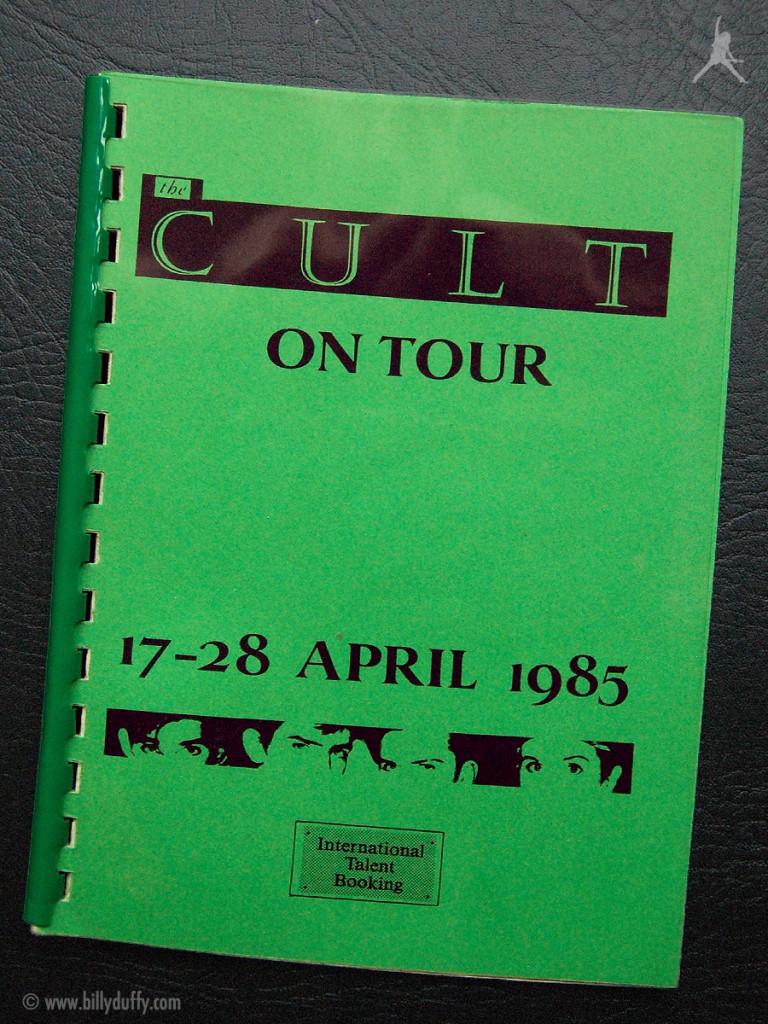 the
CULT
ON TOUR
17-28 APRIL 1985
International
Talent
Booking
© www.billyduffy.com